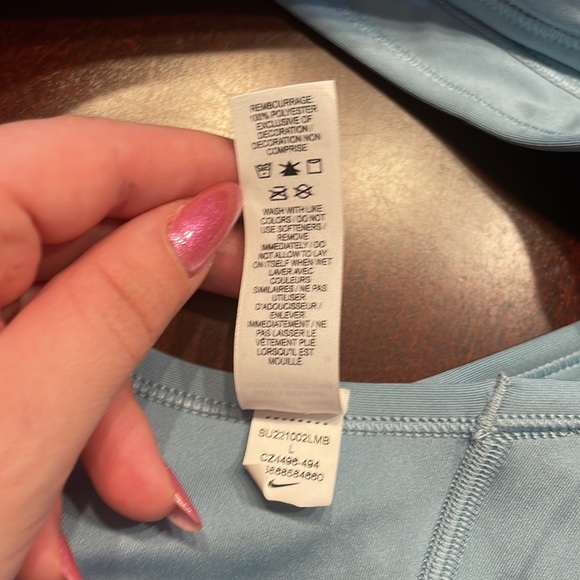 REMBOURRAGE:
100% POLYESTER
EXCLUSIVE OF
DECORATION /
DECORATION NON
COMPRISE
WASH WITH LIKE
COLORS / DO NOT
USE SOFTENERS /
REMOVE
IMMEDIATELY / DO
NOT ALLOW TO LAY
ON ITSELF WHEN WET
LAVER AVEC
COULEURS
SIMILAIRES / NE PAS
UTILISER
D'ADOUCISSEUR /
ENLEVER
IMMEDIATEMENT / NE
PAS LAISSER LE
VÊTEMENT PLIÉ
LORSQU'IL EST
MOUILLÉ
SU221002LMB
L
CZ4496-494